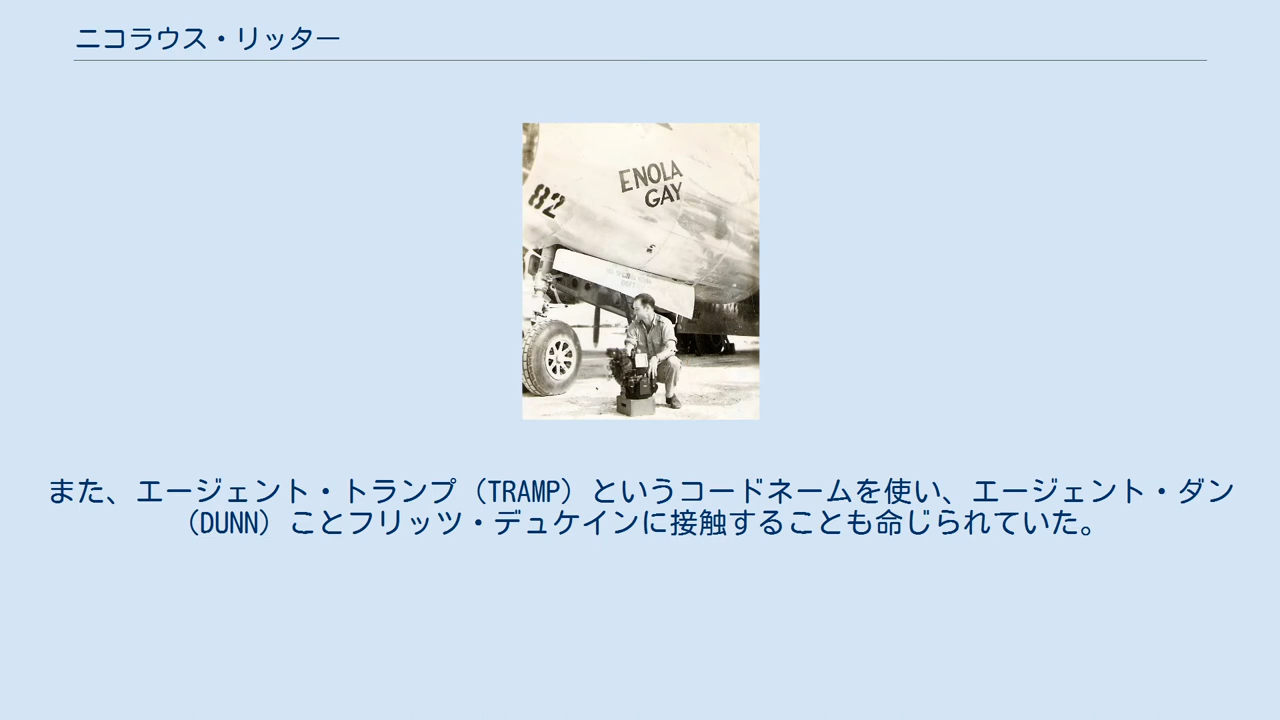 ニコラウス・リッター
ENOLA
GAY
82
また、エージェント・トランプ（TRAMP）というコードネームを使い、エージェント・ダン
（DUNN）ことフリッツ・デュケインに接触することも命じられていた。